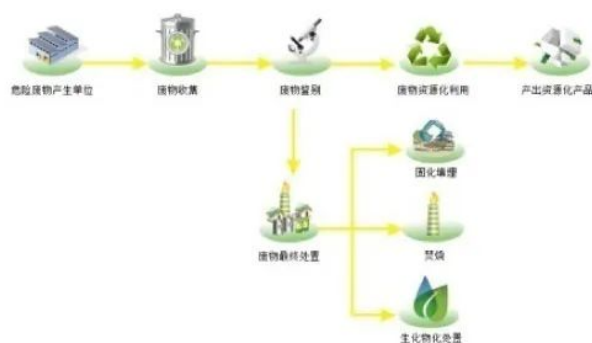 危险废物产生单位
废物收集
废物鉴别
废物资源化利用
产出资源化产品
固化填埋
废物最终处置
焚烧
生化物化处置